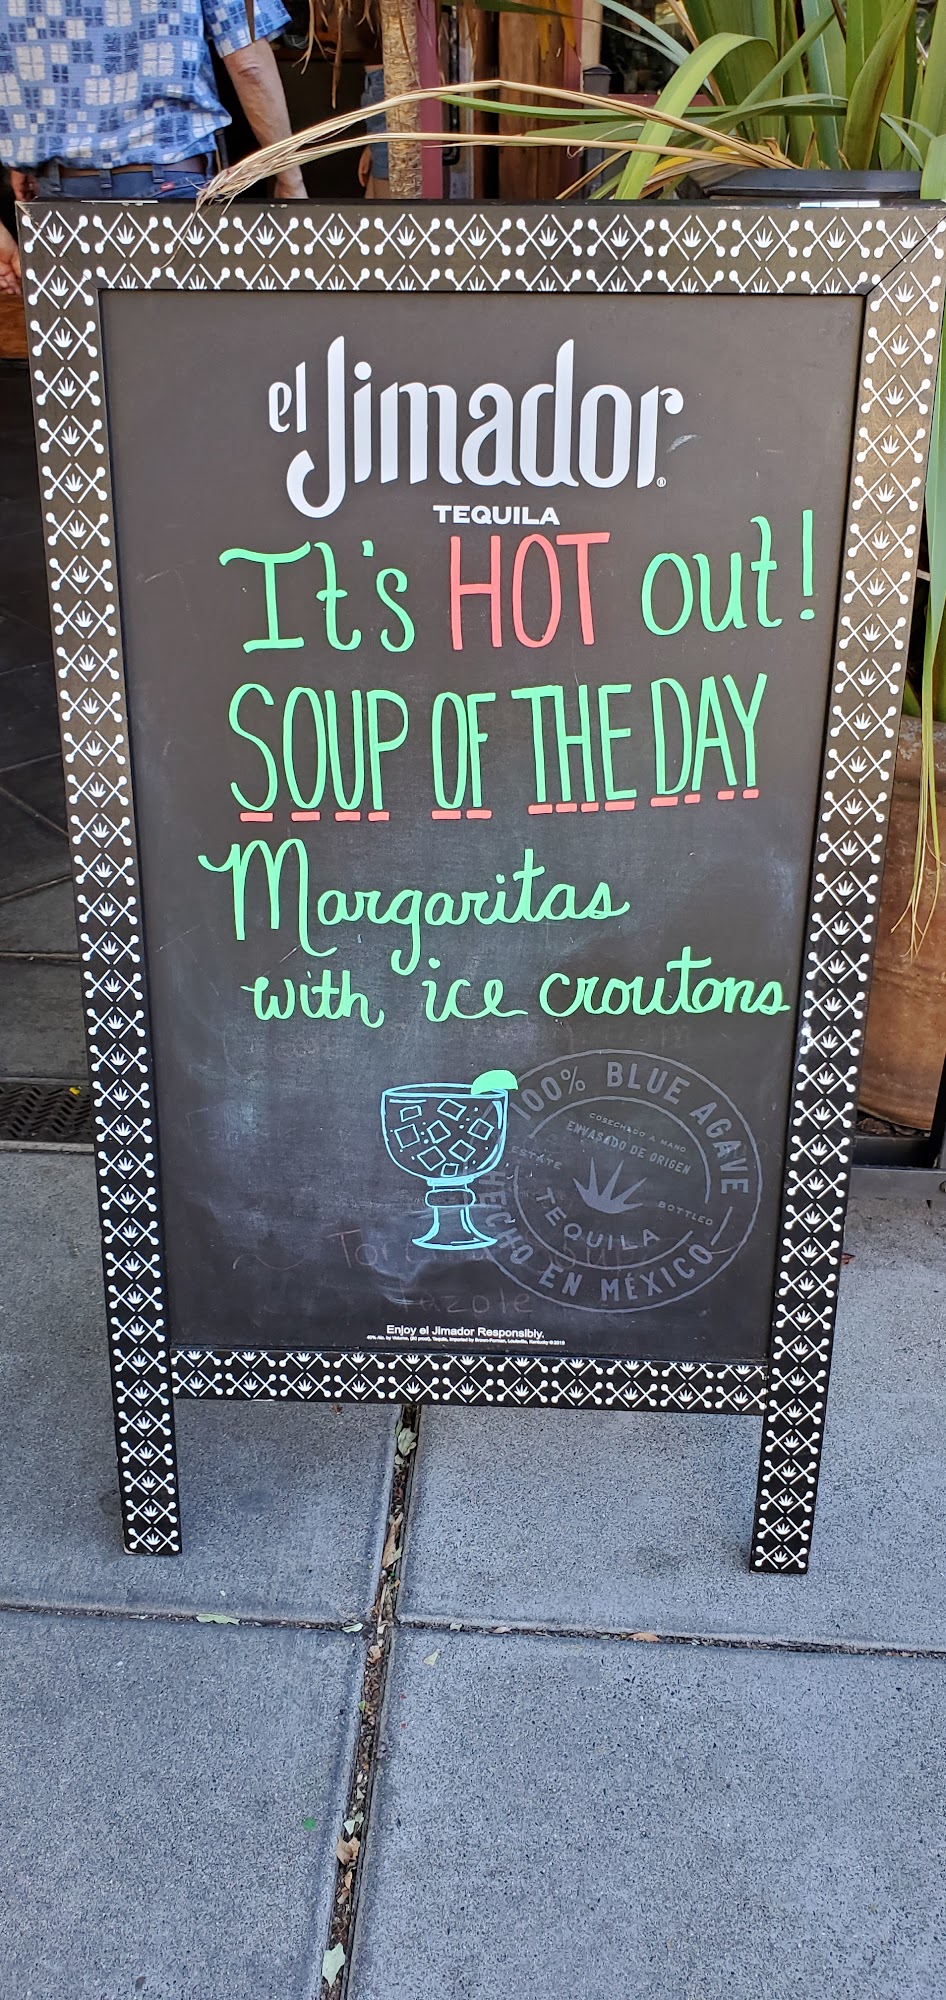 el Jimador®
TEQUILA
It's HOT out!
SOUP OF THE DAY
Margaritas
with ice croutons
100% BLUE AGAVE
COSECHADO A MANO
ENVASADO DE ORIGEN
ESTATE BOTTLED
TEQUILA
HECHO EN MÉXICO
Enjoy el Jimador Responsibly.